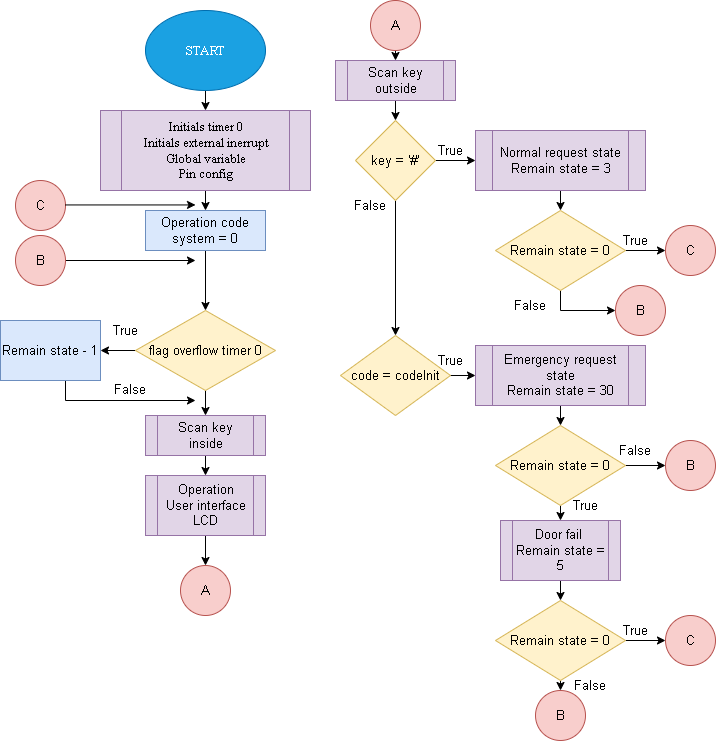 START
Initials timer 0
Initials external inerrupt
Global variable
Pin config
C
Operation code
system = 0
B
flag overflow timer 0
True
Remain state - 1
False
Scan key
inside
Operation
User interface
LCD
A
A
Scan key
outside
key = '#'
True
Normal request state
Remain state = 3
False
Remain state = 0
True
C
False
B
code = codeInit
True
Emergency request
state
Remain state = 30
Remain state = 0
False
B
True
Door fail
Remain state =
5
Remain state = 0
True
C
False
B